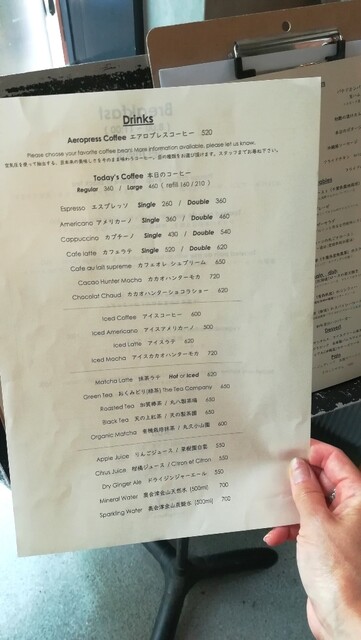 Breakfast
Drinks
Aeropress Coffee エアロプレスコーヒー 520
Please choose your favorite coffee bean! More information available, please let us know.
Today's Coffee 本日のコーヒー
Regular 360 / Large 460 ( refill 160 / 210 )
Espresso エスプレッソ Single 260 / Double 360
Americano アメリカーノ Single 360 / Double 460
Cappuccino カプチーノ Single 430 / Double 540
Cafe latte カフェラテ Single 520 / Double 620
Cafe au lait supreme カフェオレ シュプリーム 650
Cacao Hunter Mocha カカオハンターモカ 720
Chocolat Chaud カカオハンターショコラショー 620
Iced Coffee アイスコーヒー 600
Iced Americano アイスアメリカーノ 500
Iced Latte アイスラテ 620
Iced Mocha アイスカカオハンターモカ 720
Matcha Latte 抹茶ラテ Hot or Iced 620
Green Tea おくみどり(緑茶) The Tea Company 650
Roasted Tea 加賀棒茶 / 丸八製茶場 650
Black Tea 天の上紅茶 / 天の製茶園 650
Organic Matcha 有機栽培抹茶 / 丸久小山園 600
Apple Juice りんごジュース / 550
Citrus Juice 柑橘ジュース / Citron et Citron 550
Dry Ginger Ale ドライジンジャーエール 550
Mineral Water 奥会津金山天然水 (500ml) 700
Sparkling Water 奥会津金山炭酸水 (500ml) 700